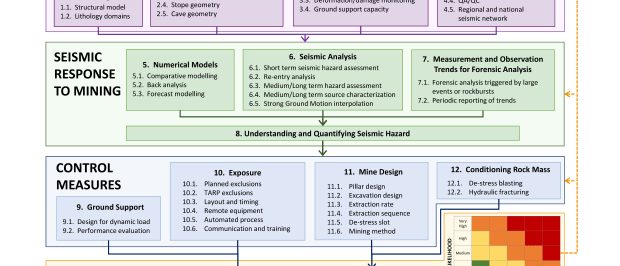 1.1. Structural model
1.2. Lithology domains
2.4. Stope geometry
2.5. Cave geometry
3.4. Ground support capacity
4.5. Regional and national
seismic network
SEISMIC
RESPONSE
TO MINING
5. Numerical Models
5.1. Comparative modelling
5.2. Back analysis
5.3. Forecast modelling
6. Seismic Analysis
6.1. Short term seismic hazard assessment
6.2. Re-entry analysis
6.3. Medium/Long term hazard assessment
6.4. Medium/Long term source characterization
6.5. Strong Ground Motion interpolation
7. Measurement and Observation
Trends for Forensic Analysis
7.1. Forensic analysis triggered by large
events or rockbursts
7.2. Periodic reporting of trends
8. Understanding and Quantifying Seismic Hazard
CONTROL
MEASURES
9. Ground Support
9.1. Design for dynamic load
9.2. Performance evaluation
10. Exposure
10.1. Planned exclusions
10.2. TARP exclusions
10.3. Layout and timing
10.4. Remote equipment
10.5. Automated process
10.6. Communication and training
11. Mine Design
11.1. Pillar design
11.2. Excavation design
11.3. Extraction rate
11.4. Extraction sequence
11.5. De-stress slot
11.6. Mining method
12. Conditioning Rock Mass
12.1. De-stress blasting
12.2. Hydraulic fracturing
Very
High
High
Medium